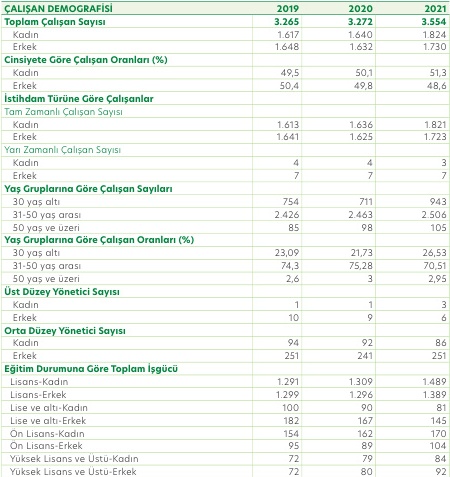 ÇALIŞAN DEMOGRAFİSİ 2019 2020 2021
Toplam Çalışan Sayısı 3.265 3.272 3.554
Kadın 1.617 1.640 1.824
Erkek 1.648 1.632 1.730
Cinsiyete Göre Çalışan Oranları (%)
Kadın 49,5 50,1 51,3
Erkek 50,4 49,8 48,6
İstihdam Türüne Göre Çalışanlar
Tam Zamanlı Çalışan Sayısı
Kadın 1.613 1.636 1.821
Erkek 1.641 1.625 1.723
Yarı Zamanlı Çalışan Sayısı
Kadın 4 4 3
Erkek 7 7 7
Yaş Gruplarına Göre Çalışan Sayıları
30 yaş altı 754 711 943
31-50 yaş arası 2.426 2.463 2.506
50 yaş ve üzeri 85 98 105
Yaş Gruplarına Göre Çalışan Oranları (%)
30 yaş altı 23,09 21,73 26,53
31-50 yaş arası 74,3 75,28 70,51
50 yaş ve üzeri 2,6 3 2,95
Üst Düzey Yönetici Sayısı
Kadın 1 1 3
Erkek 10 9 6
Orta Düzey Yönetici Sayısı
Kadın 94 92 86
Erkek 251 241 251
Eğitim Durumuna Göre Toplam İşgücü
Lisans-Kadın 1.291 1.309 1.489
Lisans-Erkek 1.299 1.296 1.389
Lise ve altı-Kadın 100 90 81
Lise ve altı-Erkek 182 167 145
Ön Lisans-Kadın 154 162 170
Ön Lisans-Erkek 95 89 104
Yüksek Lisans ve Üstü-Kadın 72 79 84
Yüksek Lisans ve Üstü-Erkek 72 80 92